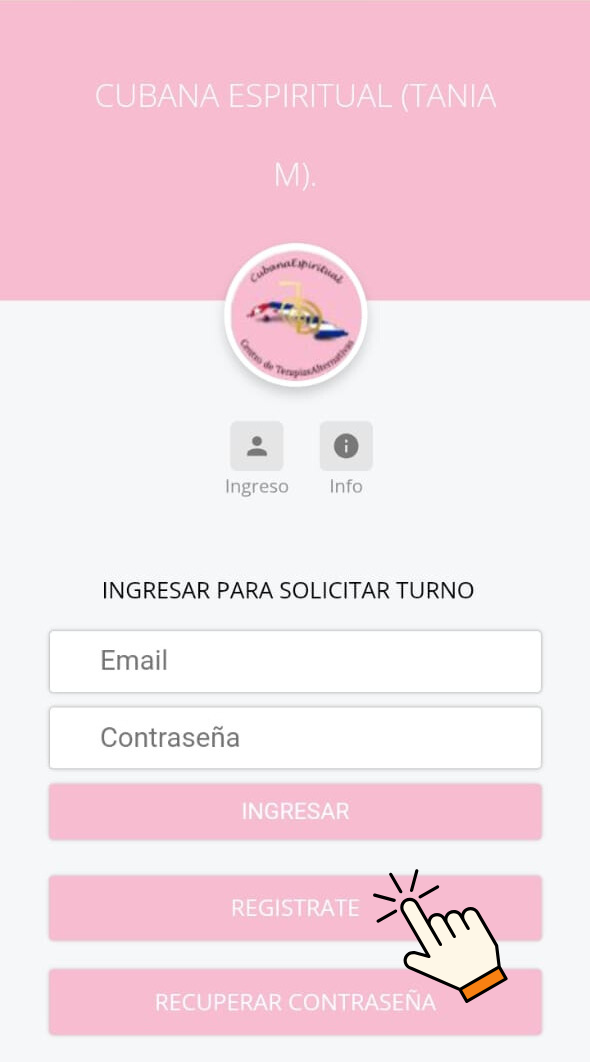 CUBANA ESPIRITUAL (TANIA
M).
CubanaEspiritual
Centro de TerapiasAlternativas
Ingreso Info
INGRESAR PARA SOLICITAR TURNO
Email
Contraseña
INGRESAR
REGISTRATE
RECUPERAR CONTRASEÑA